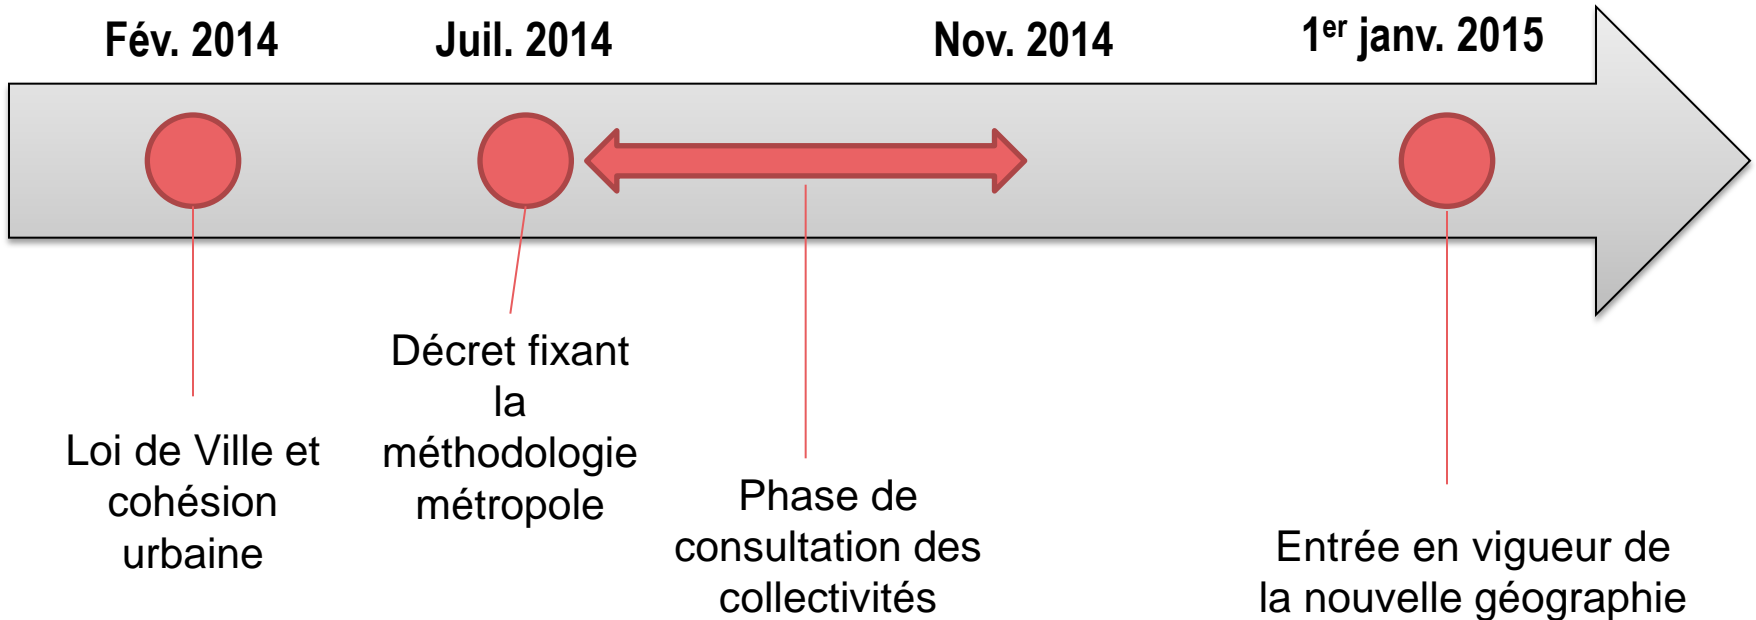 Fév. 2014
Juil. 2014
Nov. 2014
1er janv. 2015
Loi de Ville et
cohésion
urbaine
Décret fixant
la
méthodologie
métropole
Phase de
consultation des
collectivités
Entrée en vigueur de
la nouvelle géographie